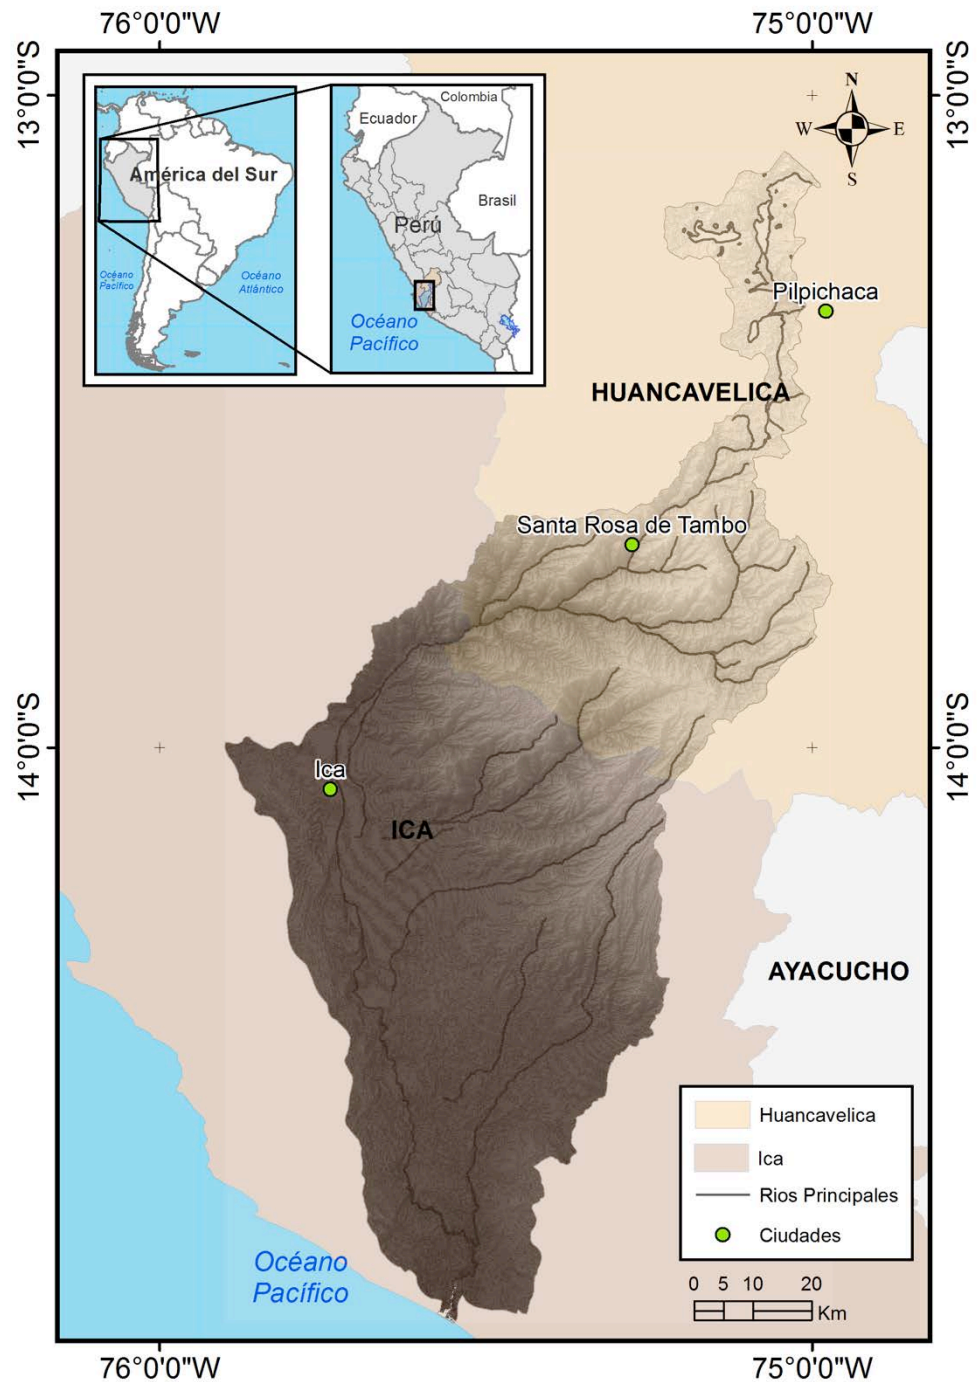 76°0'0"W
75°0'0"W
13°0'0"S
13°0'0"S
Colombia
Ecuador
América del Sur
Brasil
Perú
Océano
Pacífico
Océano
Atlántico
Océano
Pacífico
N
W
E
S
Pilpichaca
HUANCAVELICA
Santa Rosa de Tambo
14°0'0"S
14°0'0"S
Ica
ICA
AYACUCHO
Océano
Pacífico
Huancavelica
Ica
Rios Principales
Ciudades
0 5 10 20
Km
76°0'0"W
75°0'0"W